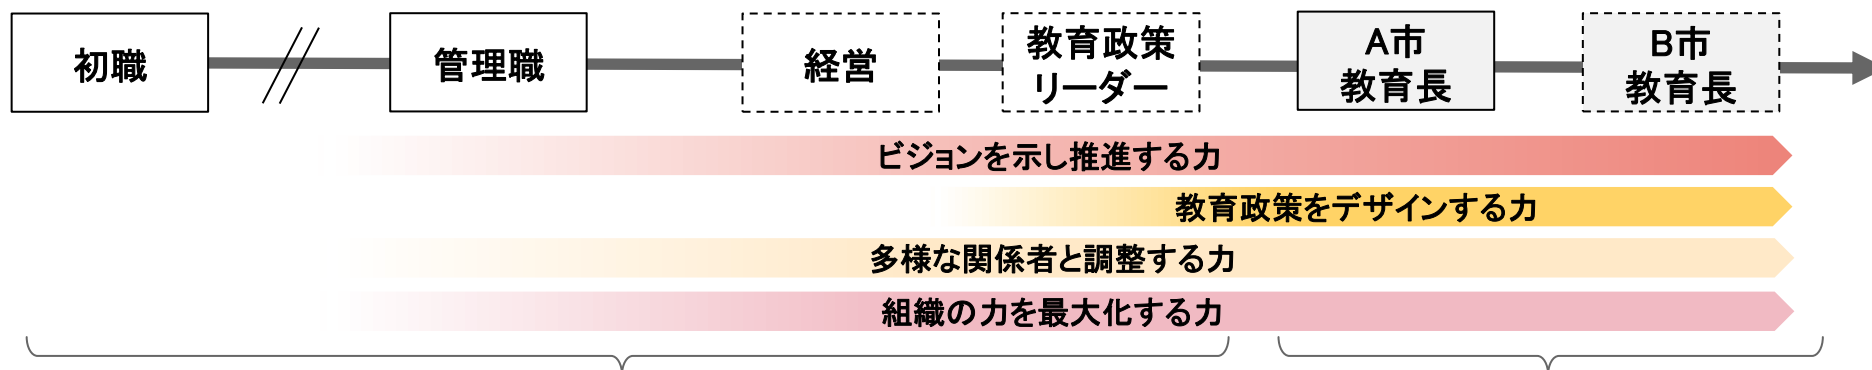 初職
管理職
経営
教育政策
リーダー
A市
教育長
B市
教育長
ビジョンを示し推進する力
教育政策をデザインする力
多様な関係者と調整する力
組織の力を最大化する力